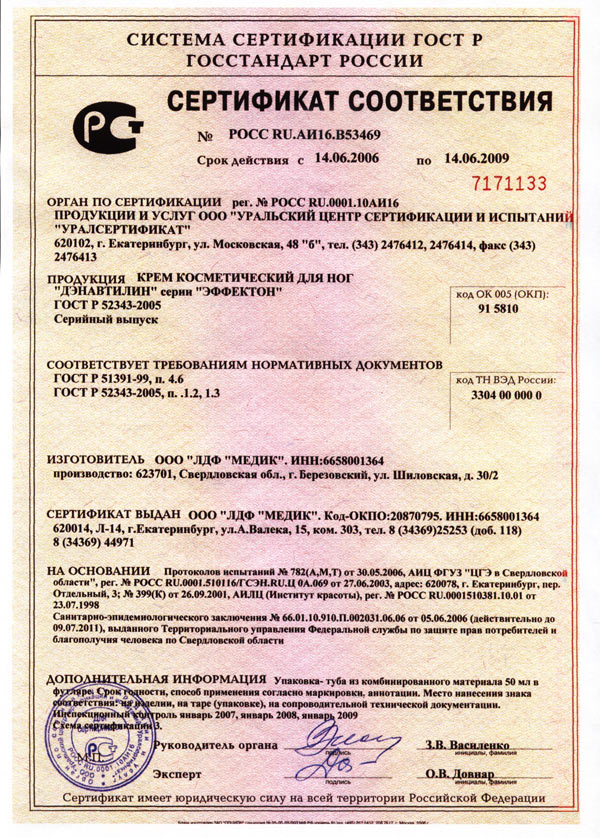 СИСТЕМА СЕРТИФИКАЦИИ ГОСТ Р
ГОССТАНДАРТ РОССИИ
СЕРТИФИКАТ СООТВЕТСТВИЯ
№ РОСС RU.АИ16.В53469
Срок действия с 14.06.2006 по 14.06.2009
7171133
ОРГАН ПО СЕРТИФИКАЦИИ рег. № РОСС RU.0001.10АИ16
ПРОДУКЦИИ И УСЛУГ ООО "УРАЛЬСКИЙ ЦЕНТР СЕРТИФИКАЦИИ И ИСПЫТАНИЙ
"УРАЛСЕРТИФИКАТ"
620102, г. Екатеринбург, ул. Московская, 48 "б", тел. (343) 2476412, 2476414, факс (343)
2476413
ПРОДУКЦИЯ КРЕМ КОСМЕТИЧЕСКИЙ ДЛЯ НОГ
"ДЭНАВТИЛИН" серии "ЭФФЕКТОН"
ГОСТ Р 52343-2005
Серийный выпуск
код ОК 005 (ОКП):
91 5810
СООТВЕТСТВУЕТ ТРЕБОВАНИЯМ НОРМАТИВНЫХ ДОКУМЕНТОВ
ГОСТ Р 51391-99, п. 4.6
ГОСТ Р 52343-2005, п. .1.2, 1.3
код ТН ВЭД России:
3304 00 000 0
ИЗГОТОВИТЕЛЬ ООО "ЛДФ "МЕДИК". ИНН:6658001364
производство: 623701, Свердловская обл., г. Березовский, ул. Шиловская, д. 30/2
СЕРТИФИКАТ ВЫДАН ООО "ЛДФ "МЕДИК". Код-ОКПО:20870795. ИНН:6658001364
620014, Л-14, г.Екатеринбург, ул.А.Валека, 15, ком. 303, тел. 8 (34369)25253 (доб. 118)
8 (34369) 44971
НА ОСНОВАНИИ Протоколов испытаний № 782(А,М,Т) от 30.05.2006, АИЦ ФГУЗ "ЦГЭ в Свердловской
области", рег. № РОСС RU.0001.510116/ГСЭН.RU.Ц 0А.069 от 27.06.2003, адрес: 620078, г. Екатеринбург, пер.
Отдельный, 3; № 399(К) от 26.09.2001, АИЛЦ (Институт красоты), рег. № РОСС RU.0001510381.10.01 от
23.07.1998
Санитарно-эпидемиологического заключения № 66.01.10.910.П.002031.06.06 от 05.06.2006 (действительно до
09.07.2011), выданного Территориального управления Федеральной службы по защите прав потребителей и
благополучия человека по Свердловской области
ДОПОЛНИТЕЛЬНАЯ ИНФОРМАЦИЯ Упаковка- туба из комбинированного материала 50 мл в
футляре. Срок годности, способ применения согласно маркировки, аннотации. Место нанесения знака
соответствия: на изделии, на таре (упаковке), на сопроводительной технической документации.
Инспекционный контроль январь 2007, январь 2008, январь 2009
Схема сертификации 3.
М.П.
Руководитель органа
подпись
З.В. Василенко
инициалы, фамилия
Эксперт
подпись
О.В. Довнар
инициалы, фамилия
Сертификат имеет юридическую силу на всей территории Российской Федерации